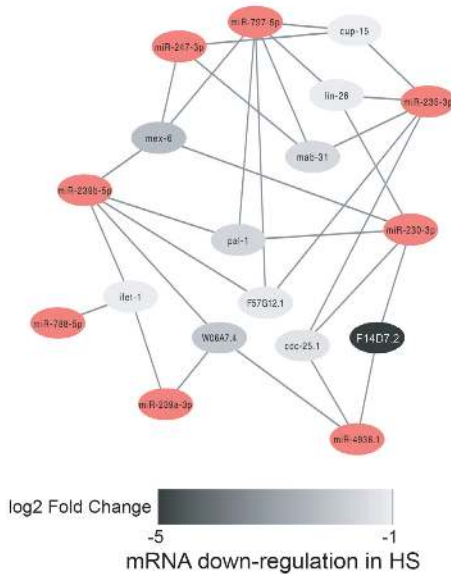 miR-797-5p
cup-15
miR-247-3p
lin-28
miR-235-3p
mex-6
mab-31
miR-239b-5p
miR-230-3p
pal-1
ifet-1
F57G12.1
miR-788-5p
W06A7.4
cdc-25.1
F14D7.2
miR-239a-3p
miR-4936.1
log2 Fold Change
-5
-1
mRNA down-regulation in HS